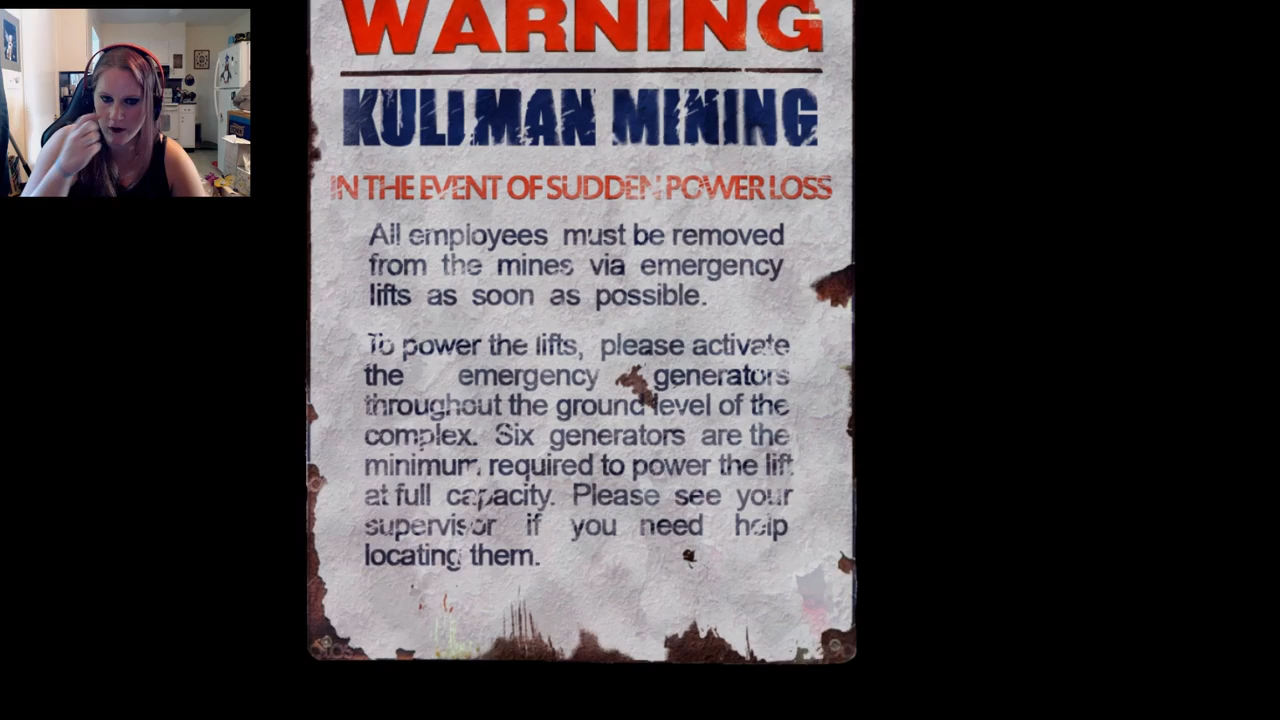 WARNING
KULLMAN MINING
IN THE EVENT OF SUDDEN POWER LOSS
All employees must be removed
from the mines via emergency
lifts as soon as possible.
To power the lifts, please activate
the emergency generators
throughout the ground level of the
complex. Six generators are the
minimum required to power the lift
at full capacity. Please see your
supervisor if you need help
locating them.